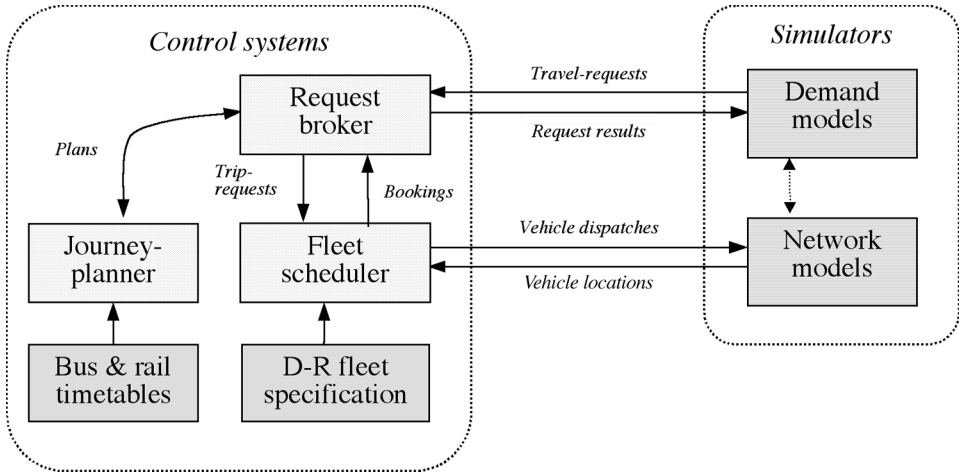 Control systems
Simulators
Request
broker
Travel-requests
Request results
Demand
models
Plans
Trip-
requests
Bookings
Journey-
planner
Fleet
scheduler
Vehicle dispatches
Vehicle locations
Network
models
Bus & rail
timetables
D-R fleet
specification